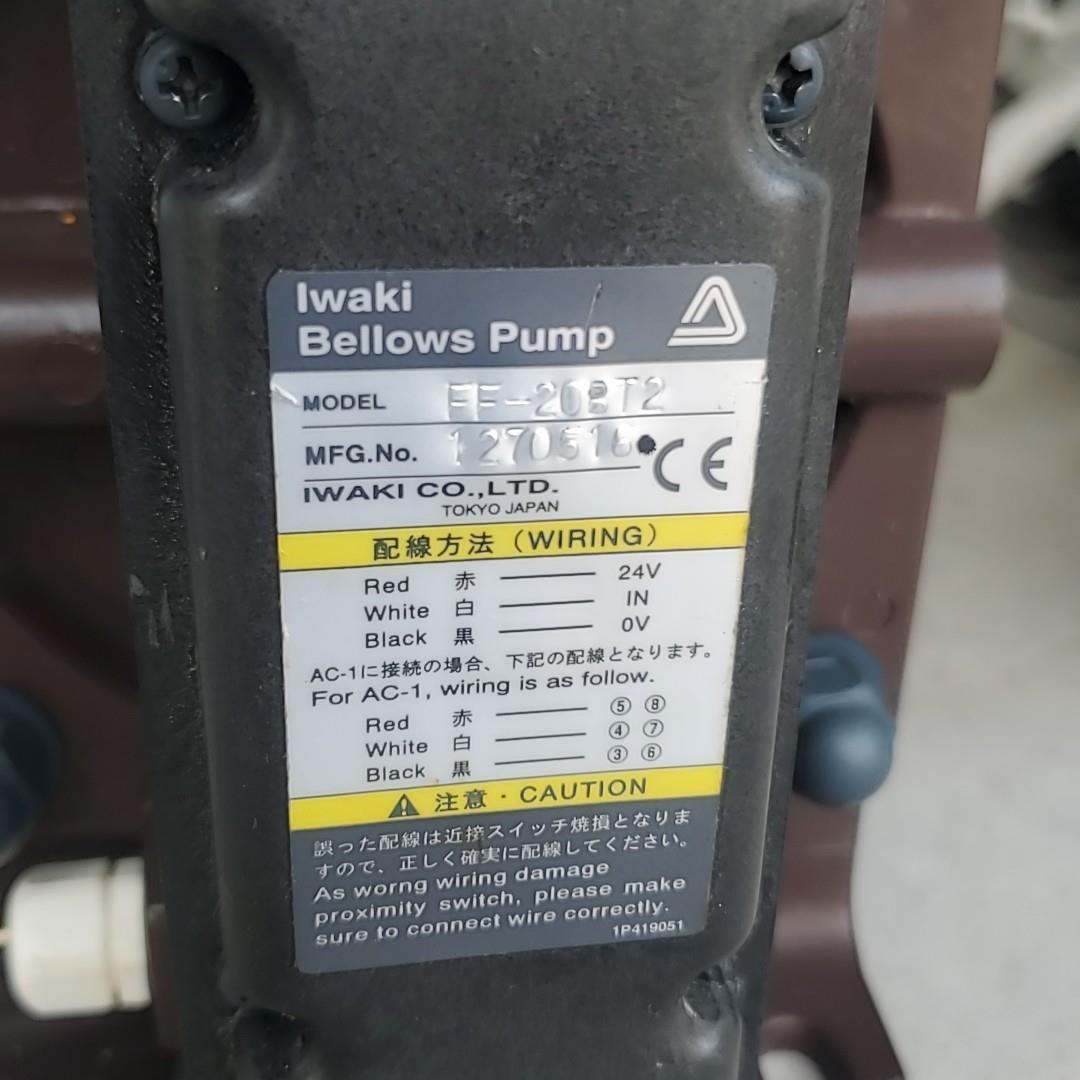 Iwaki
Bellows Pump
MODEL FF-20BT2
MFG.No. 1270516
CE
IWAKI CO.,LTD.
TOKYO JAPAN
配線方法（WIRING）
Red 赤 24V
White 白 IN
Black 黒 0V
AC-1に接続の場合、下記の配線となります。
For AC-1, wiring is as follow.
Red 赤 ⑤ ⑧
White 白 ④ ⑦
Black 黒 ③ ⑥
注意・CAUTION
誤った配線は近接スイッチ焼損となりま
すので、正しく確実に配線してください。
As worng wiring damage
proximity switch, please make
sure to connect wire correctly.
1P419051